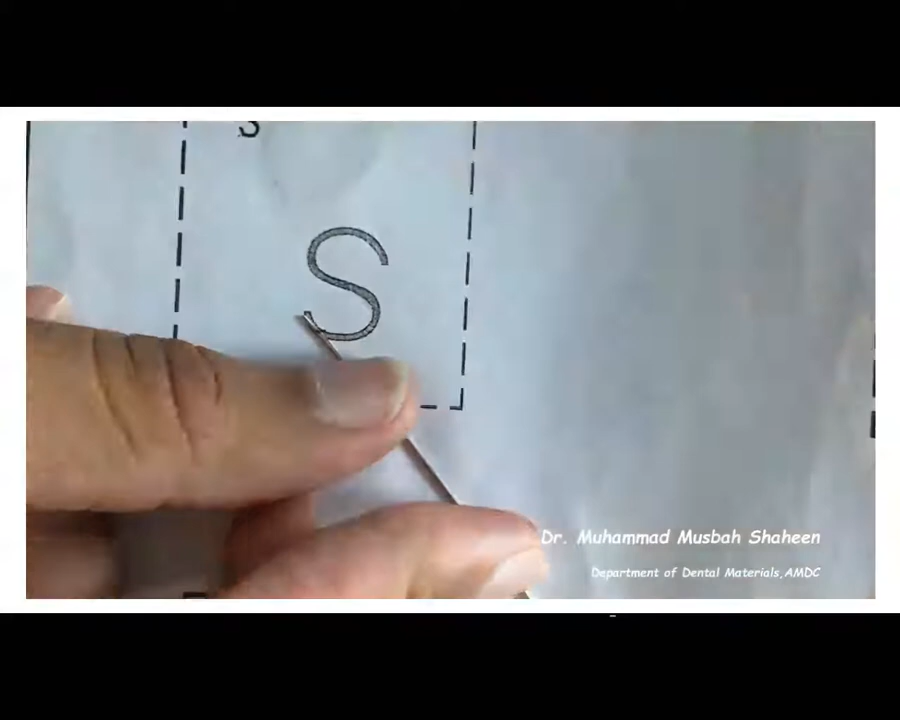 S
S
Dr. Muhammad Musbah Shaheen
Department of Dental Materials, AMDC